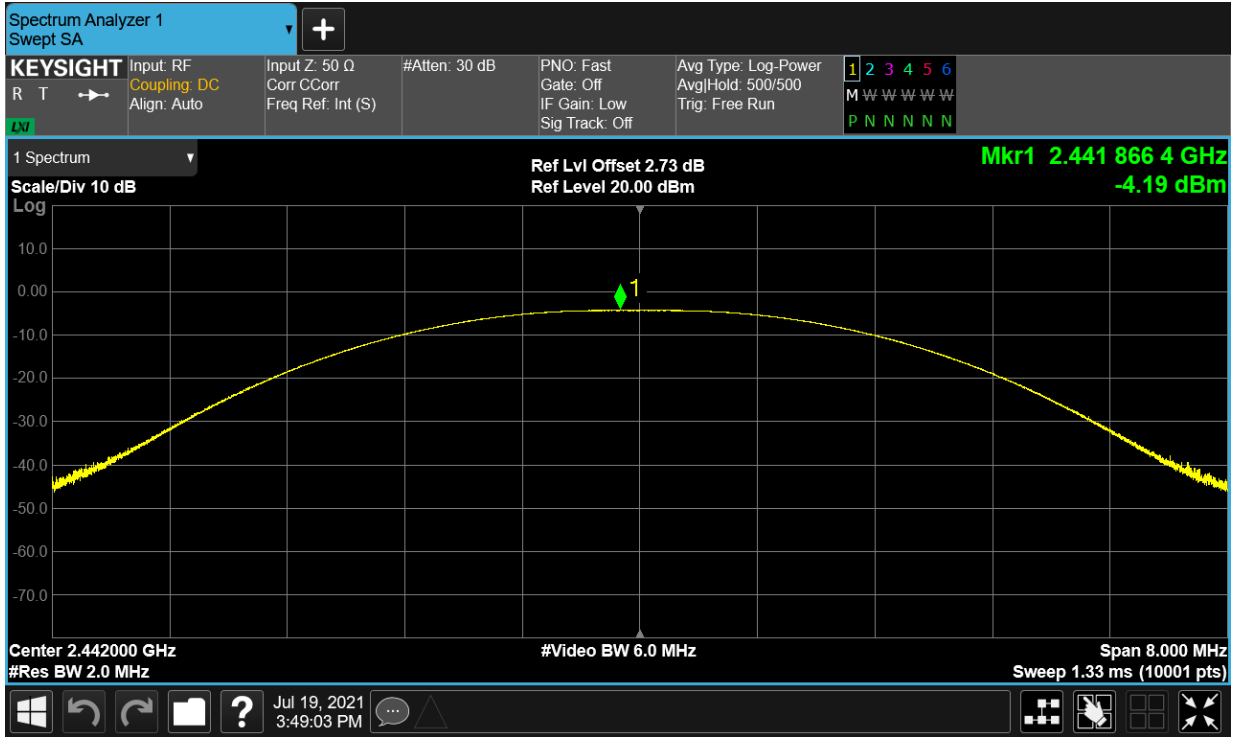 Spectrum Analyzer 1
Swept SA
+
KEYSIGHT
R T
LXI
Input: RF
Coupling: DC
Align: Auto
Input Z: 50 Ω
Corr CCorr
Freq Ref: Int (S)
#Atten: 30 dB
PNO: Fast
Gate: Off
IF Gain: Low
Sig Track: Off
Avg Type: Log-Power
Avg|Hold: 500/500
Trig: Free Run
1 2 3 4 5 6
M W W W W W
P N N N N N
1 Spectrum
Scale/Div 10 dB
Log
Ref Lvl Offset 2.73 dB
Ref Level 20.00 dBm
Mkr1 2.441 866 4 GHz
-4.19 dBm
10.0
0.00
-10.0
-20.0
-30.0
-40.0
-50.0
-60.0
-70.0
1
Center 2.442000 GHz
#Res BW 2.0 MHz
#Video BW 6.0 MHz
Span 8.000 MHz
Sweep 1.33 ms (10001 pts)
?
Jul 19, 2021
3:49:03 PM